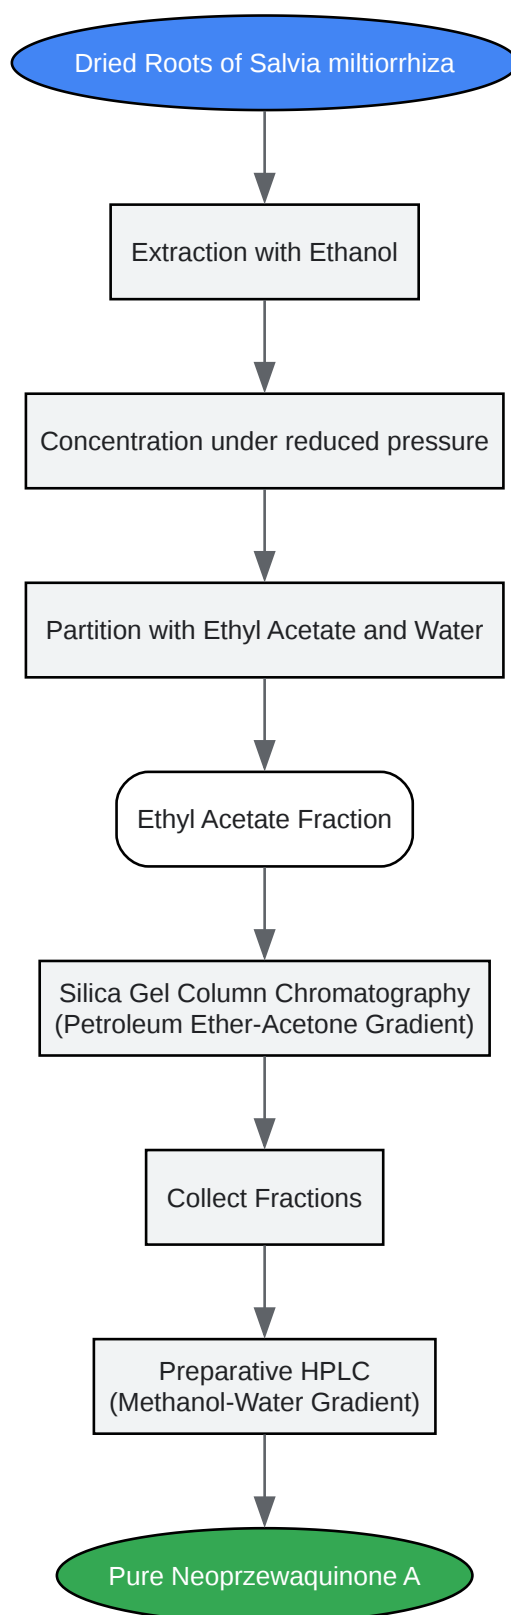 Dried Roots of Salvia miltiorrhiza
Extraction with Ethanol
Concentration under reduced pressure
Partition with Ethyl Acetate and Water
Ethyl Acetate Fraction
Silica Gel Column Chromatography
(Petroleum Ether-Acetone Gradient)
Collect Fractions
Preparative HPLC
(Methanol-Water Gradient)
Pure Neoprzewaquinone A